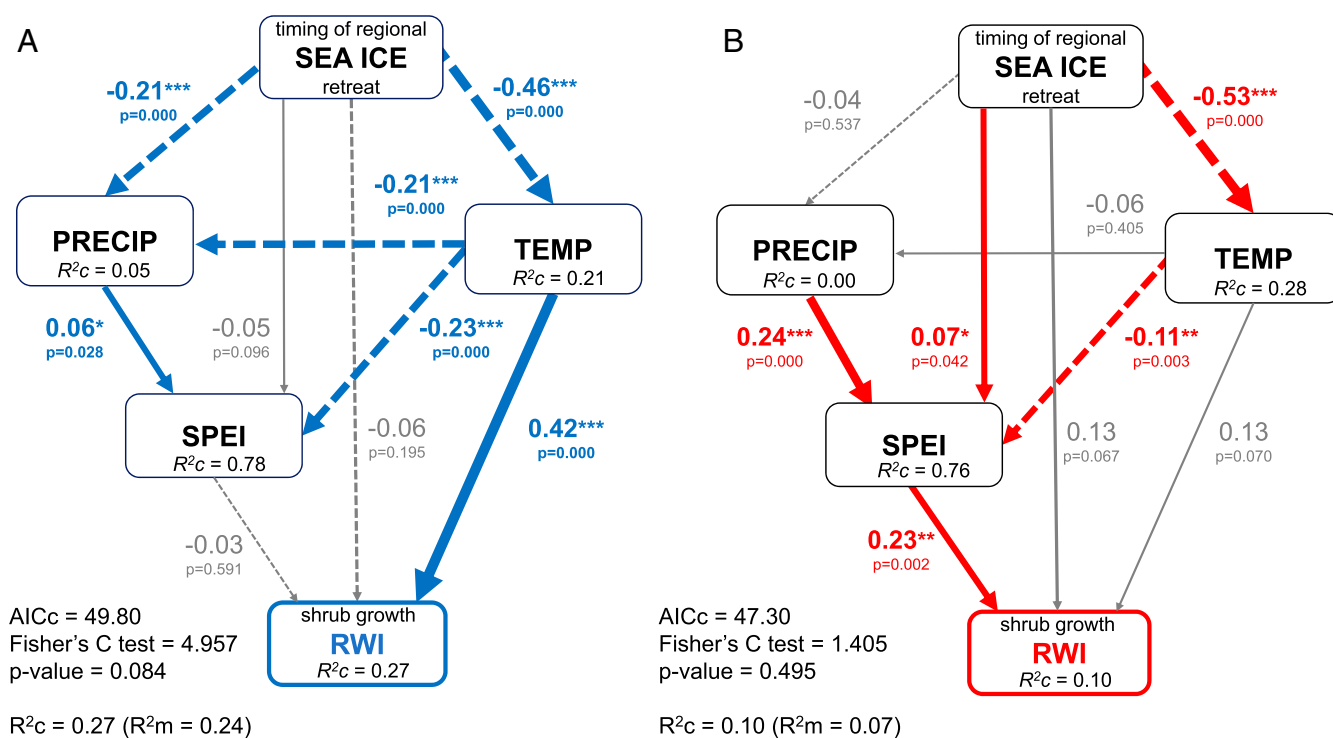 A
timing of regional
SEA ICE
retreat
-0.21***
p=0.000
-0.46***
p=0.000
-0.21***
p=0.000
PRECIP
R²c = 0.05
TEMP
R²c = 0.21
0.06*
p=0.028
-0.05
p=0.096
-0.23***
p=0.000
SPEI
R²c = 0.78
-0.06
p=0.195
0.42***
p=0.000
-0.03
p=0.591
shrub growth
RWI
R²c = 0.27
AICc = 49.80
Fisher's C test = 4.957
p-value = 0.084
R²c = 0.27 (R²m = 0.24)
B
timing of regional
SEA ICE
retreat
-0.04
p=0.537
-0.53***
p=0.000
-0.06
p=0.405
PRECIP
R²c = 0.00
TEMP
R²c = 0.28
0.24***
p=0.000
0.07*
p=0.042
-0.11**
p=0.003
SPEI
R²c = 0.76
0.13
p=0.067
0.13
p=0.070
0.23**
p=0.002
shrub growth
RWI
R²c = 0.10
AICc = 47.30
Fisher's C test = 1.405
p-value = 0.495
R²c = 0.10 (R²m = 0.07)